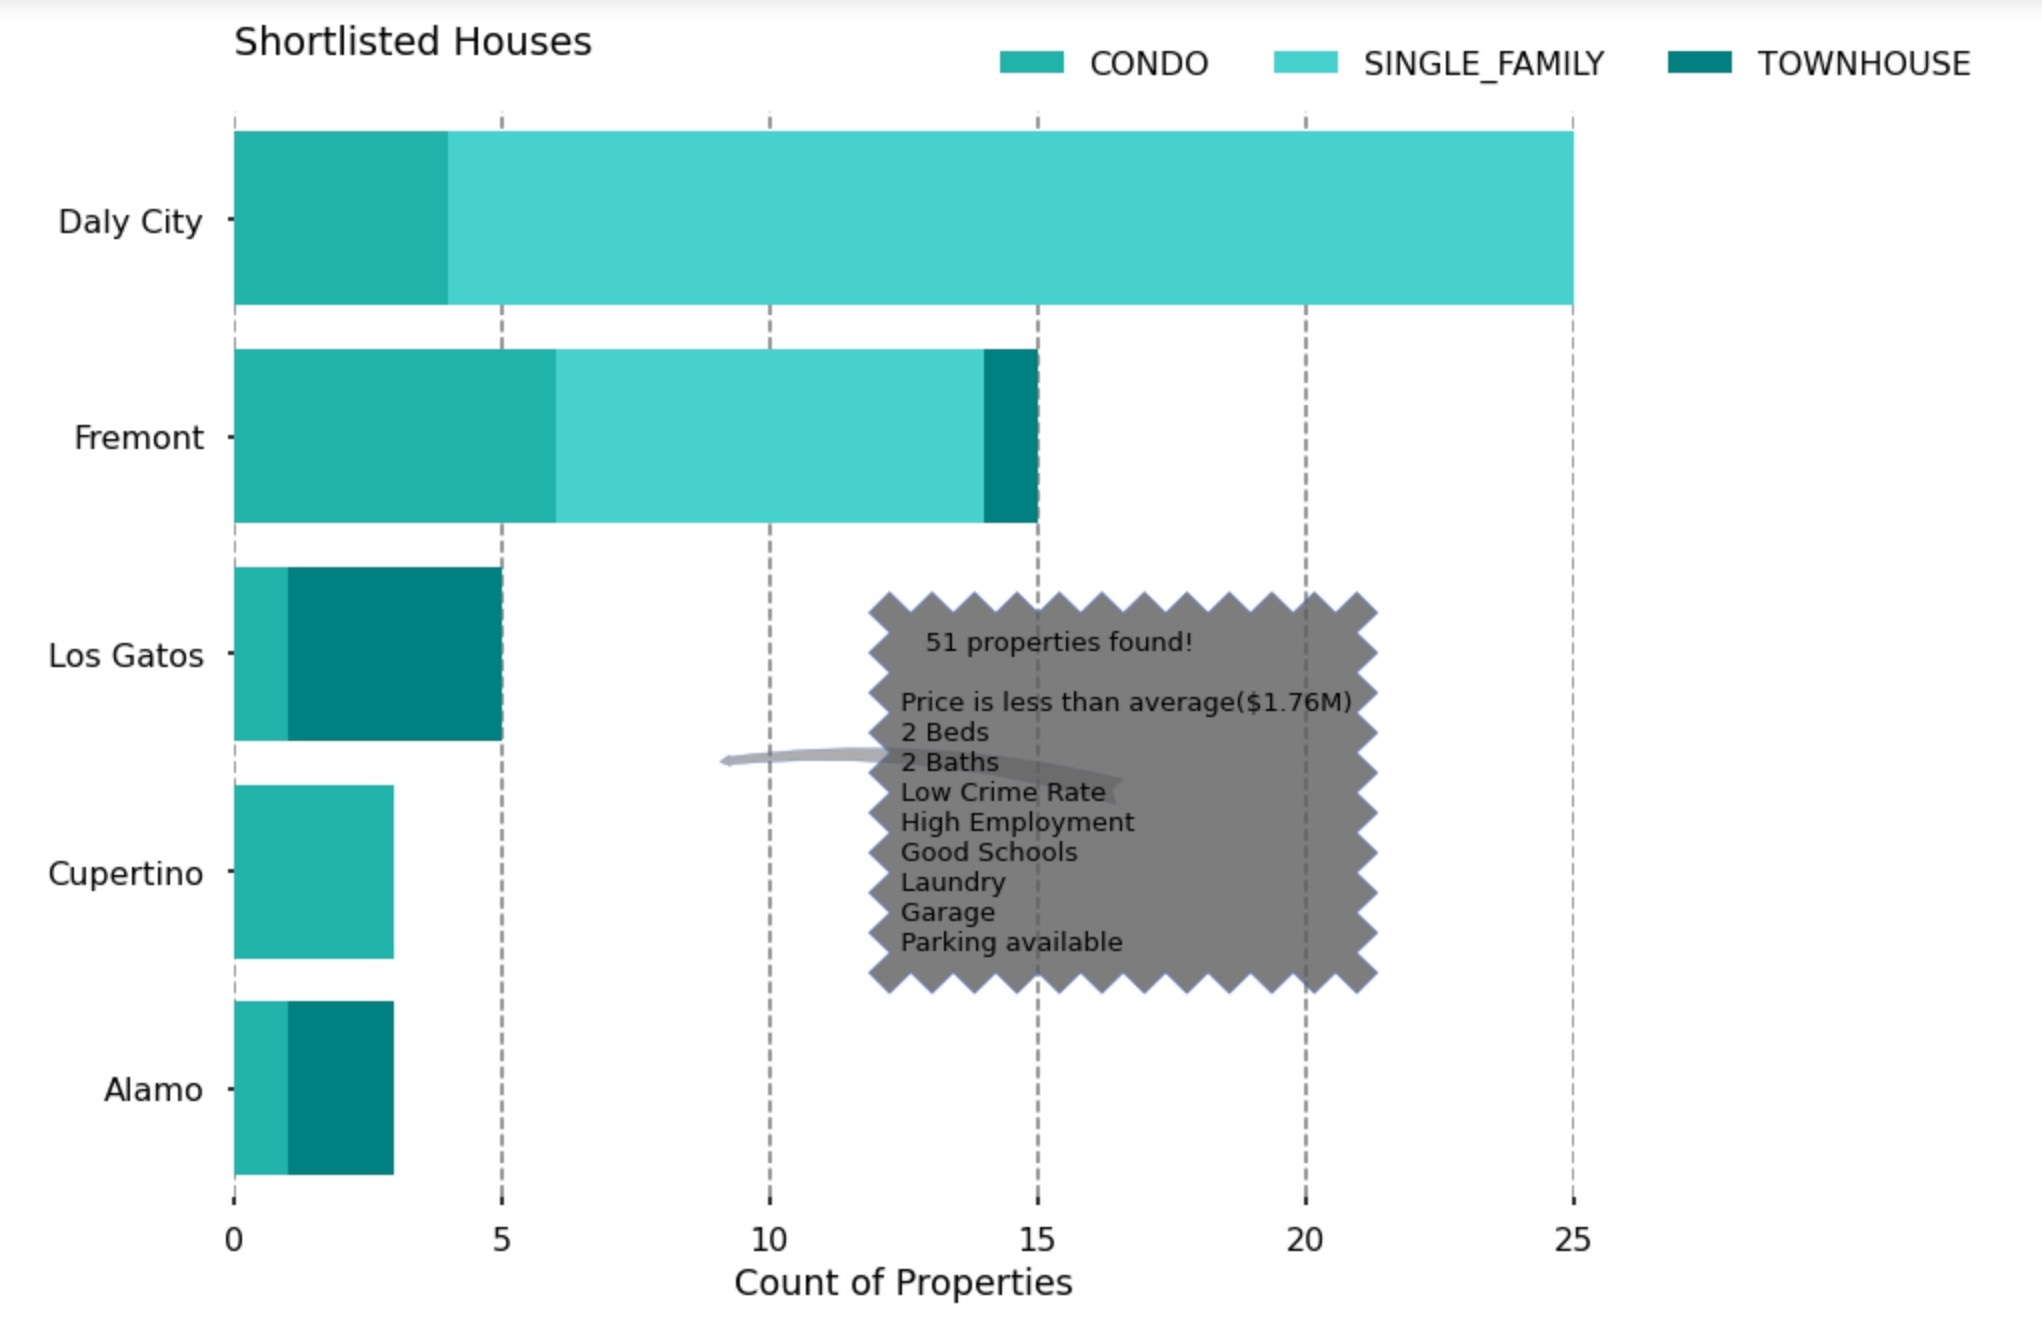 Shortlisted Houses
CONDO SINGLE_FAMILY TOWNHOUSE
Daly City
Fremont
Los Gatos
Cupertino
Alamo
51 properties found!
Price is less than average($1.76M)
2 Beds
2 Baths
Low Crime Rate
High Employment
Good Schools
Laundry
Garage
Parking available
0 5 10 15 20 25
Count of Properties